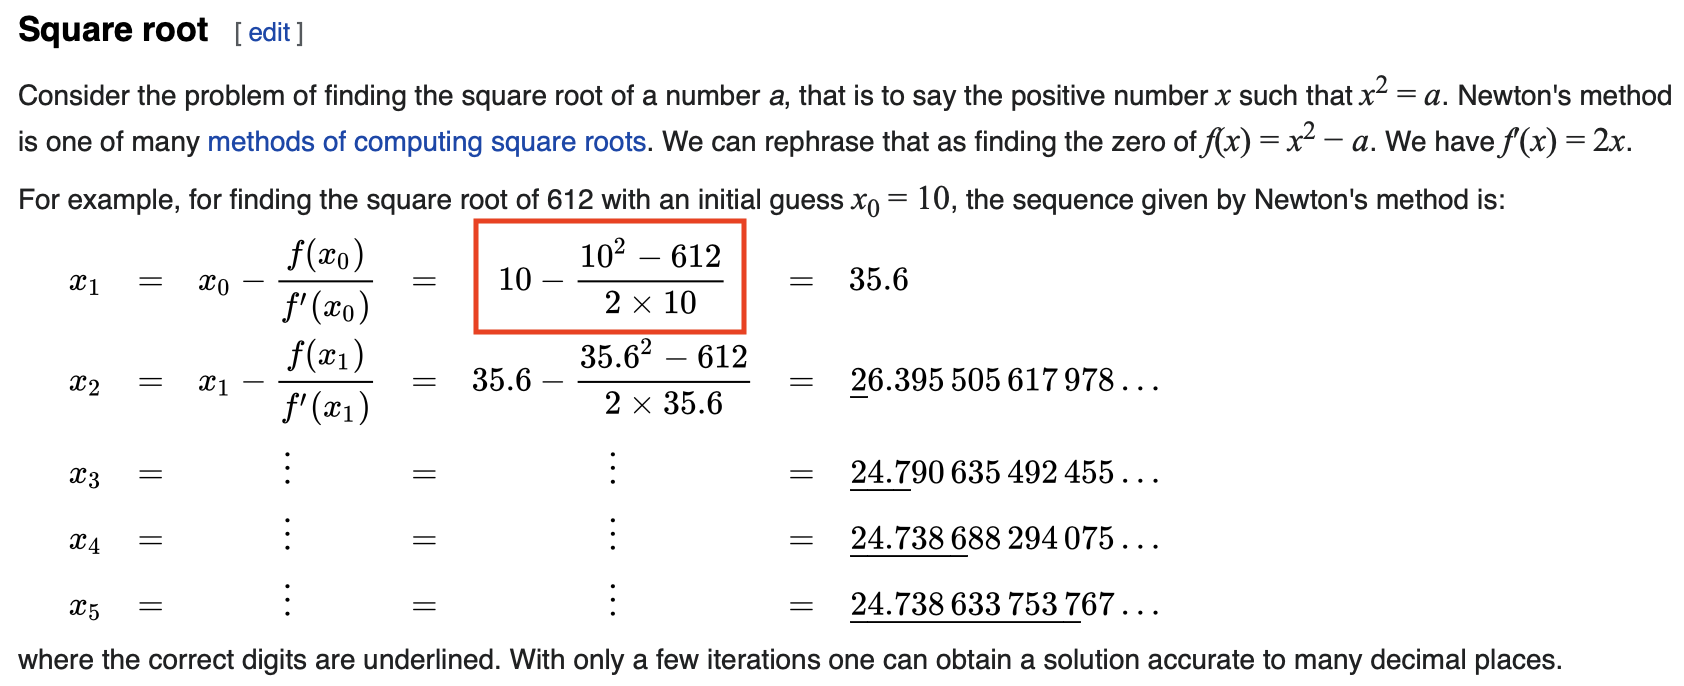 Square root [ edit ]
Consider the problem of finding the square root of a number a, that is to say the positive number x such that x² = a. Newton's method
is one of many methods of computing square roots. We can rephrase that as finding the zero of f(x) = x² − a. We have f′(x) = 2x.
For example, for finding the square root of 612 with an initial guess x₀ = 10, the sequence given by Newton's method is:
x₁ = x₀ − f(x₀)/f′(x₀) = 10 − (10² − 612)/(2 × 10) = 35.6
x₂ = x₁ − f(x₁)/f′(x₁) = 35.6 − (35.6² − 612)/(2 × 35.6) = 26.395 505 617 978…
x₃ = ⋮ = ⋮ = 24.790 635 492 455…
x₄ = ⋮ = ⋮ = 24.738 688 294 075…
x₅ = ⋮ = ⋮ = 24.738 633 753 767…
where the correct digits are underlined. With only a few iterations one can obtain a solution accurate to many decimal places.